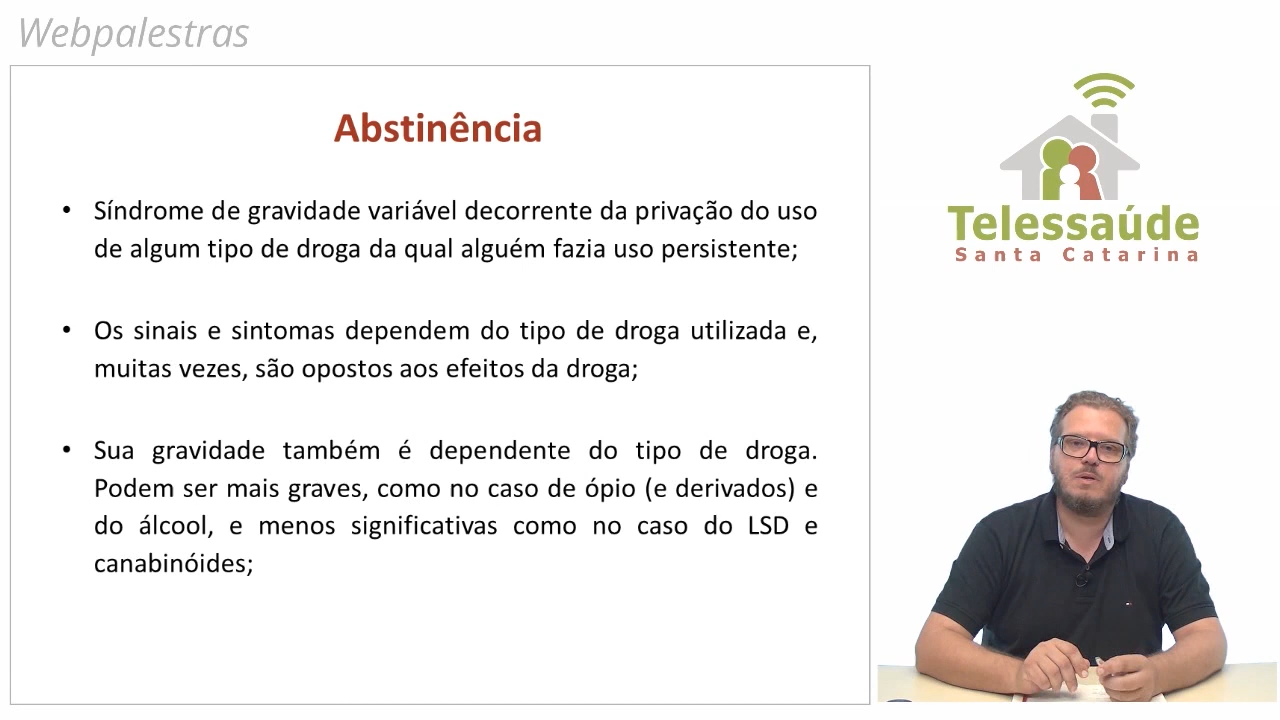 Webpalestras
Abstinência
• Síndrome de gravidade variável decorrente da privação do uso
de algum tipo de droga da qual alguém fazia uso persistente;
• Os sinais e sintomas dependem do tipo de droga utilizada e,
muitas vezes, são opostos aos efeitos da droga;
• Sua gravidade também é dependente do tipo de droga.
Podem ser mais graves, como no caso de ópio (e derivados) e
do álcool, e menos significativas como no caso do LSD e
canabinóides;
Telessaúde
Santa Catarina